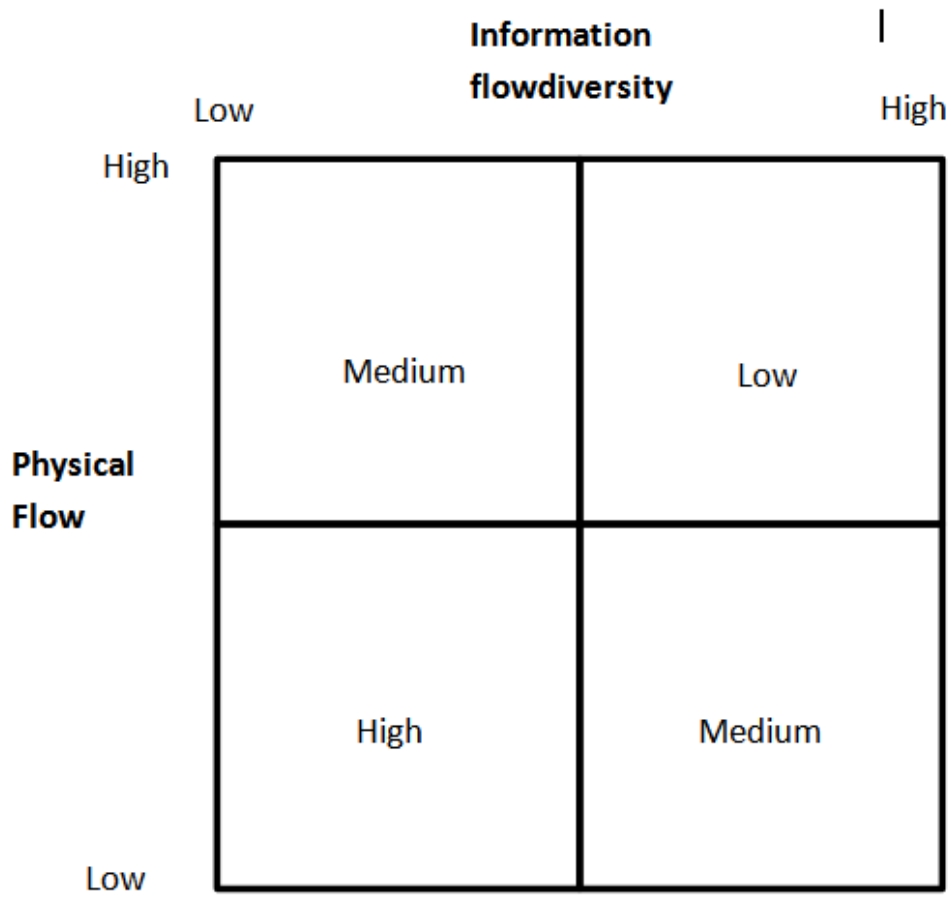 Information
flowdiversity
Low
High
High
Medium
Low
Physical
Flow
High
Medium
Low